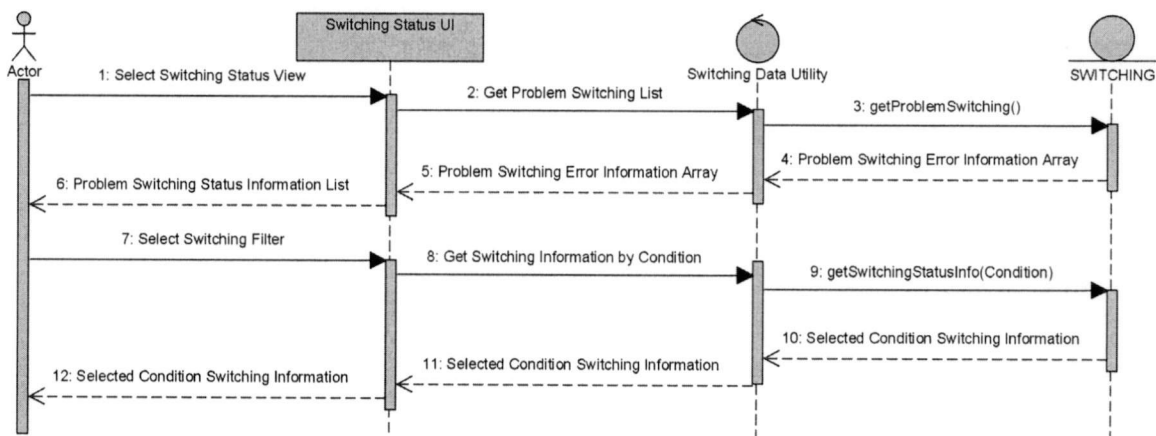 Switching Status UI
Actor
Switching Data Utility
SWITCHING
1: Select Switching Status View
2: Get Problem Switching List
3: getProblemSwitching()
4: Problem Switching Error Information Array
5: Problem Switching Error Information Array
6: Problem Switching Status Information List
7: Select Switching Filter
8: Get Switching Information by Condition
9: getSwitchingStatusInfo(Condition)
10: Selected Condition Switching Information
11: Selected Condition Switching Information
12: Selected Condition Switching Information